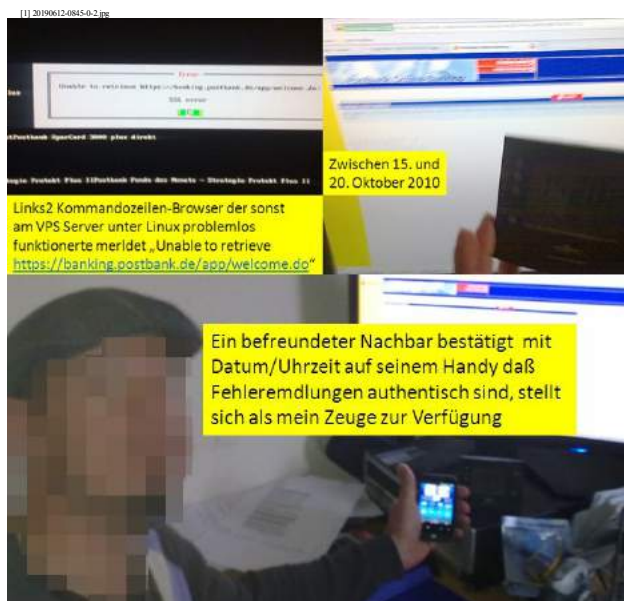 [1] 20190612-0845-0-2.jpg
Error
Unable to retrieve https://banking.postbank.de/app/welcome.do:
SSL error
OK
Zwischen 15. und
20. Oktober 2010
Links2 Kommandozeilen-Browser der sonst
am VPS Server unter Linux problemlos
funktionerte merldet „Unable to retrieve
https://banking.postbank.de/app/welcome.do“
Ein befreundeter Nachbar bestätigt mit
Datum/Uhrzeit auf seinem Handy daß
Fehleremdlungen authentisch sind, stellt
sich als mein Zeuge zur Verfügung